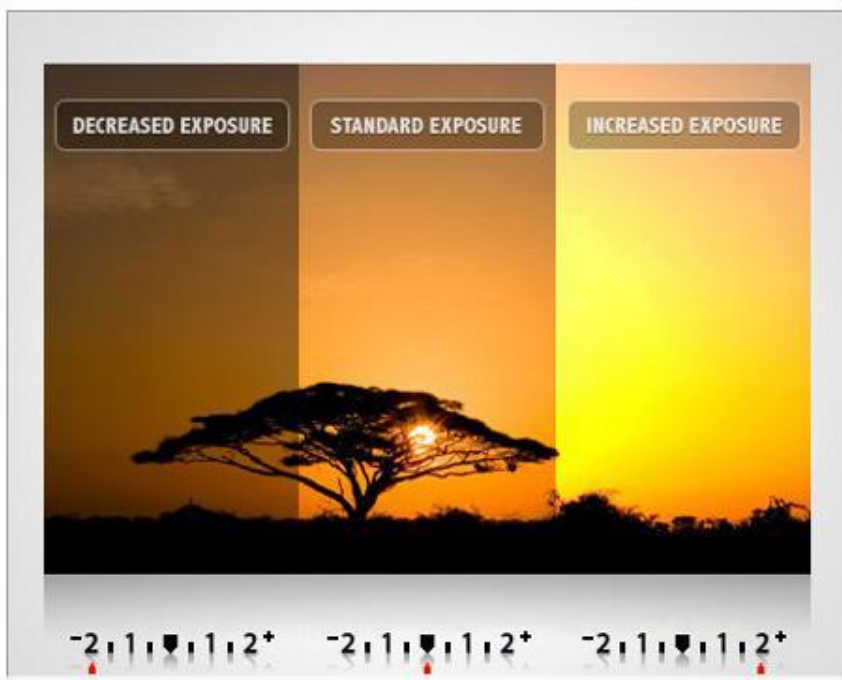 DECREASED EXPOSURE
STANDARD EXPOSURE
INCREASED EXPOSURE
-2 1 1 2+
-2 1 1 2+
-2 1 1 2+